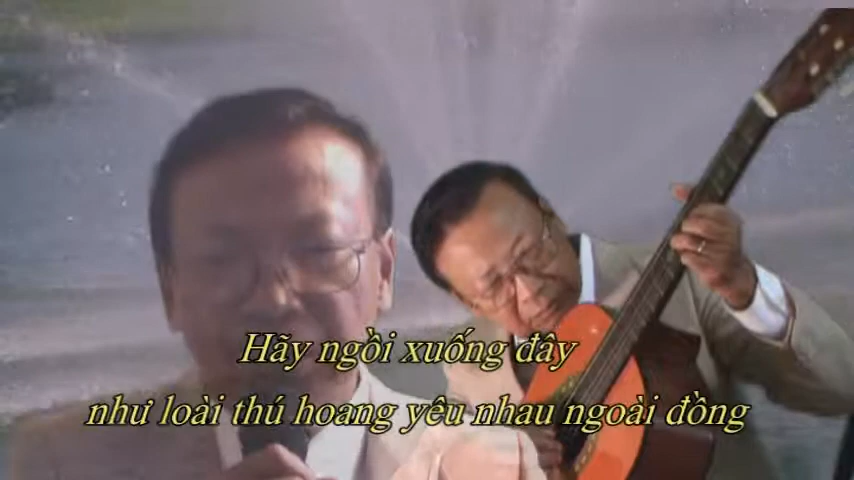 Hãy ngồi xuống đây
như loài thú hoang yêu nhau ngoài đồng